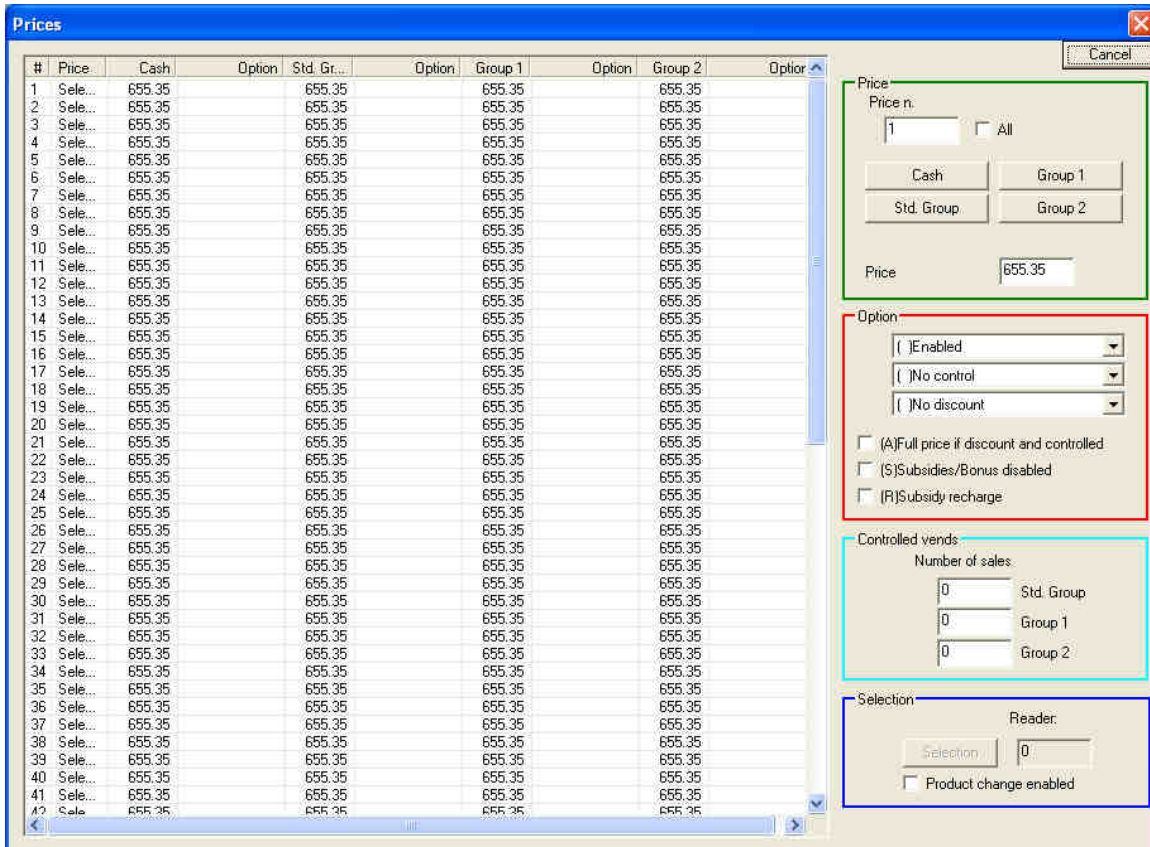 Prices
Cancel
# Price Cash Option Std. Gr... Option Group 1 Option Group 2 Option
1 Sele... 655.35 655.35 655.35 655.35
2 Sele... 655.35 655.35 655.35 655.35
3 Sele... 655.35 655.35 655.35 655.35
4 Sele... 655.35 655.35 655.35 655.35
5 Sele... 655.35 655.35 655.35 655.35
6 Sele... 655.35 655.35 655.35 655.35
7 Sele... 655.35 655.35 655.35 655.35
8 Sele... 655.35 655.35 655.35 655.35
9 Sele... 655.35 655.35 655.35 655.35
10 Sele... 655.35 655.35 655.35 655.35
11 Sele... 655.35 655.35 655.35 655.35
12 Sele... 655.35 655.35 655.35 655.35
13 Sele... 655.35 655.35 655.35 655.35
14 Sele... 655.35 655.35 655.35 655.35
15 Sele... 655.35 655.35 655.35 655.35
16 Sele... 655.35 655.35 655.35 655.35
17 Sele... 655.35 655.35 655.35 655.35
18 Sele... 655.35 655.35 655.35 655.35
19 Sele... 655.35 655.35 655.35 655.35
20 Sele... 655.35 655.35 655.35 655.35
21 Sele... 655.35 655.35 655.35 655.35
22 Sele... 655.35 655.35 655.35 655.35
23 Sele... 655.35 655.35 655.35 655.35
24 Sele... 655.35 655.35 655.35 655.35
25 Sele... 655.35 655.35 655.35 655.35
26 Sele... 655.35 655.35 655.35 655.35
27 Sele... 655.35 655.35 655.35 655.35
28 Sele... 655.35 655.35 655.35 655.35
29 Sele... 655.35 655.35 655.35 655.35
30 Sele... 655.35 655.35 655.35 655.35
31 Sele... 655.35 655.35 655.35 655.35
32 Sele... 655.35 655.35 655.35 655.35
33 Sele... 655.35 655.35 655.35 655.35
34 Sele... 655.35 655.35 655.35 655.35
35 Sele... 655.35 655.35 655.35 655.35
36 Sele... 655.35 655.35 655.35 655.35
37 Sele... 655.35 655.35 655.35 655.35
38 Sele... 655.35 655.35 655.35 655.35
39 Sele... 655.35 655.35 655.35 655.35
40 Sele... 655.35 655.35 655.35 655.35
41 Sele... 655.35 655.35 655.35 655.35
42 Sele... 655.35 655.35 655.35 655.35
Price
Price n.
1 All
Cash Group 1
Std. Group Group 2
Price 655.35
Option
( )Enabled
( )No control
( )No discount
(A)Full price if discount and controlled
(S)Subsidies/Bonus disabled
(R)Subsidy recharge
Controlled vends
Number of sales
0 Std. Group
0 Group 1
0 Group 2
Selection
Reader:
Selection 0
Product change enabled